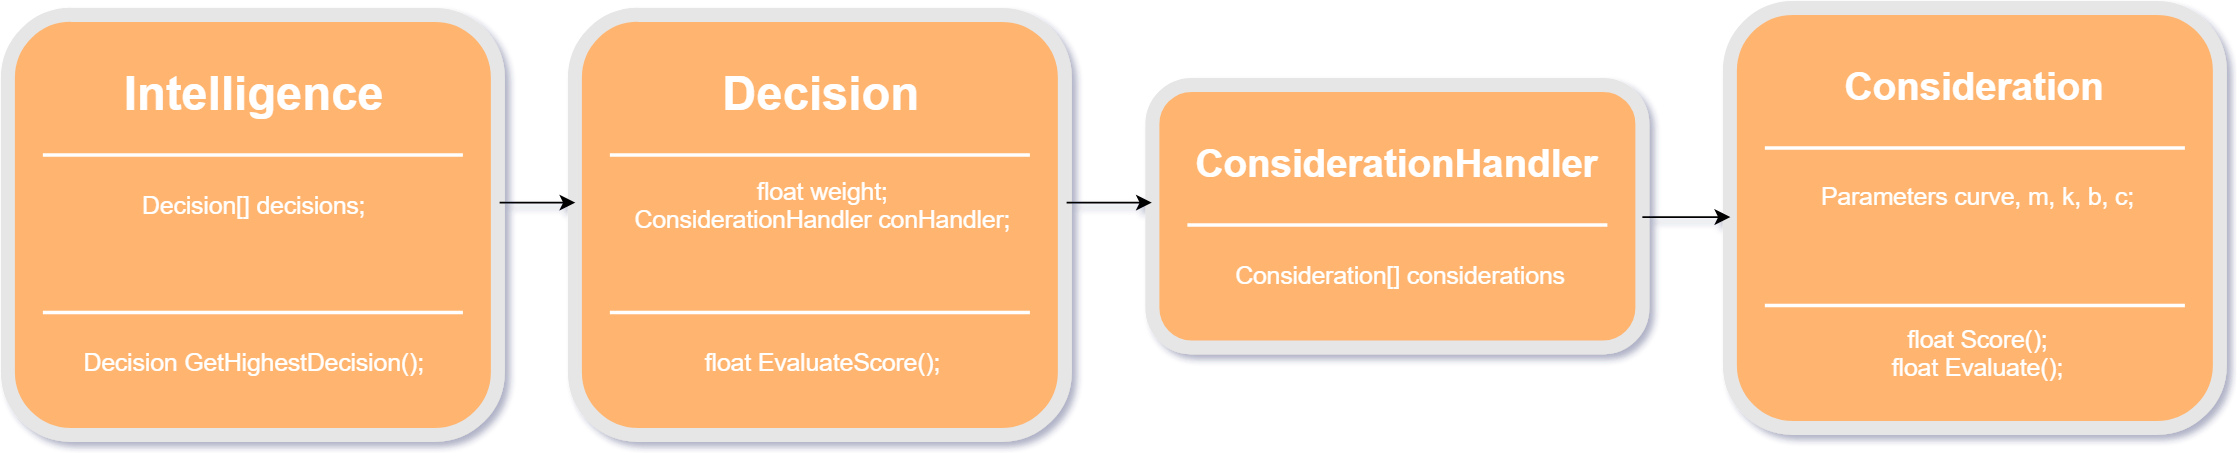 Intelligence
Decision[] decisions;
Decision GetHighestDecision();
Decision
float weight;
ConsiderationHandler conHandler;
float EvaluateScore();
ConsiderationHandler
Consideration[] considerations
Consideration
Parameters curve, m, k, b, c;
float Score();
float Evaluate();